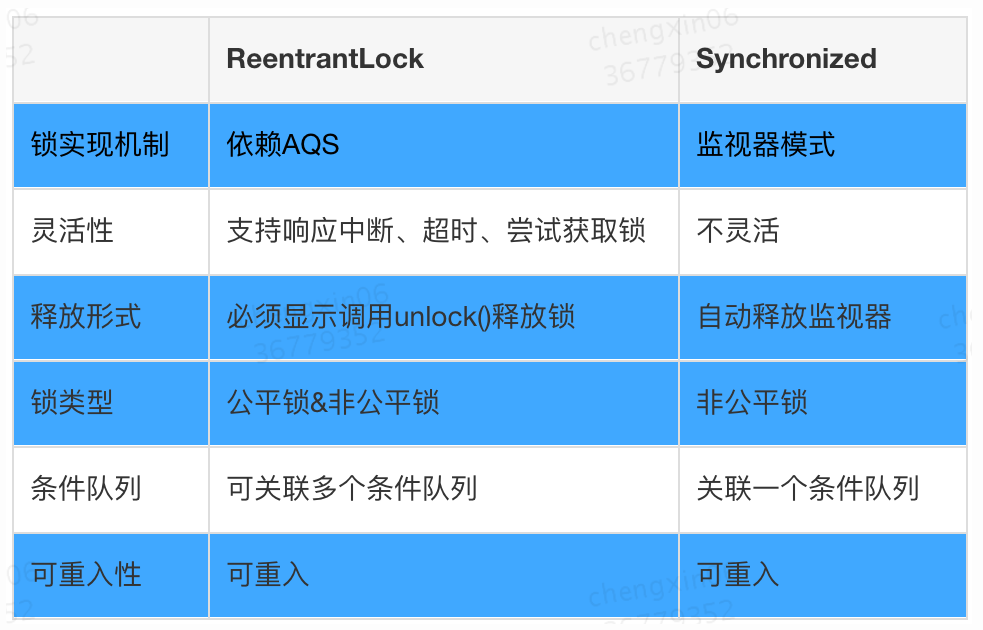 ReentrantLock Synchronized
锁实现机制 依赖AQS 监视器模式
灵活性 支持响应中断、超时、尝试获取锁 不灵活
释放形式 必须显示调用unlock()释放锁 自动释放监视器
锁类型 公平锁&非公平锁 非公平锁
条件队列 可关联多个条件队列 关联一个条件队列
可重入性 可重入 可重入
chengxin06
36779352